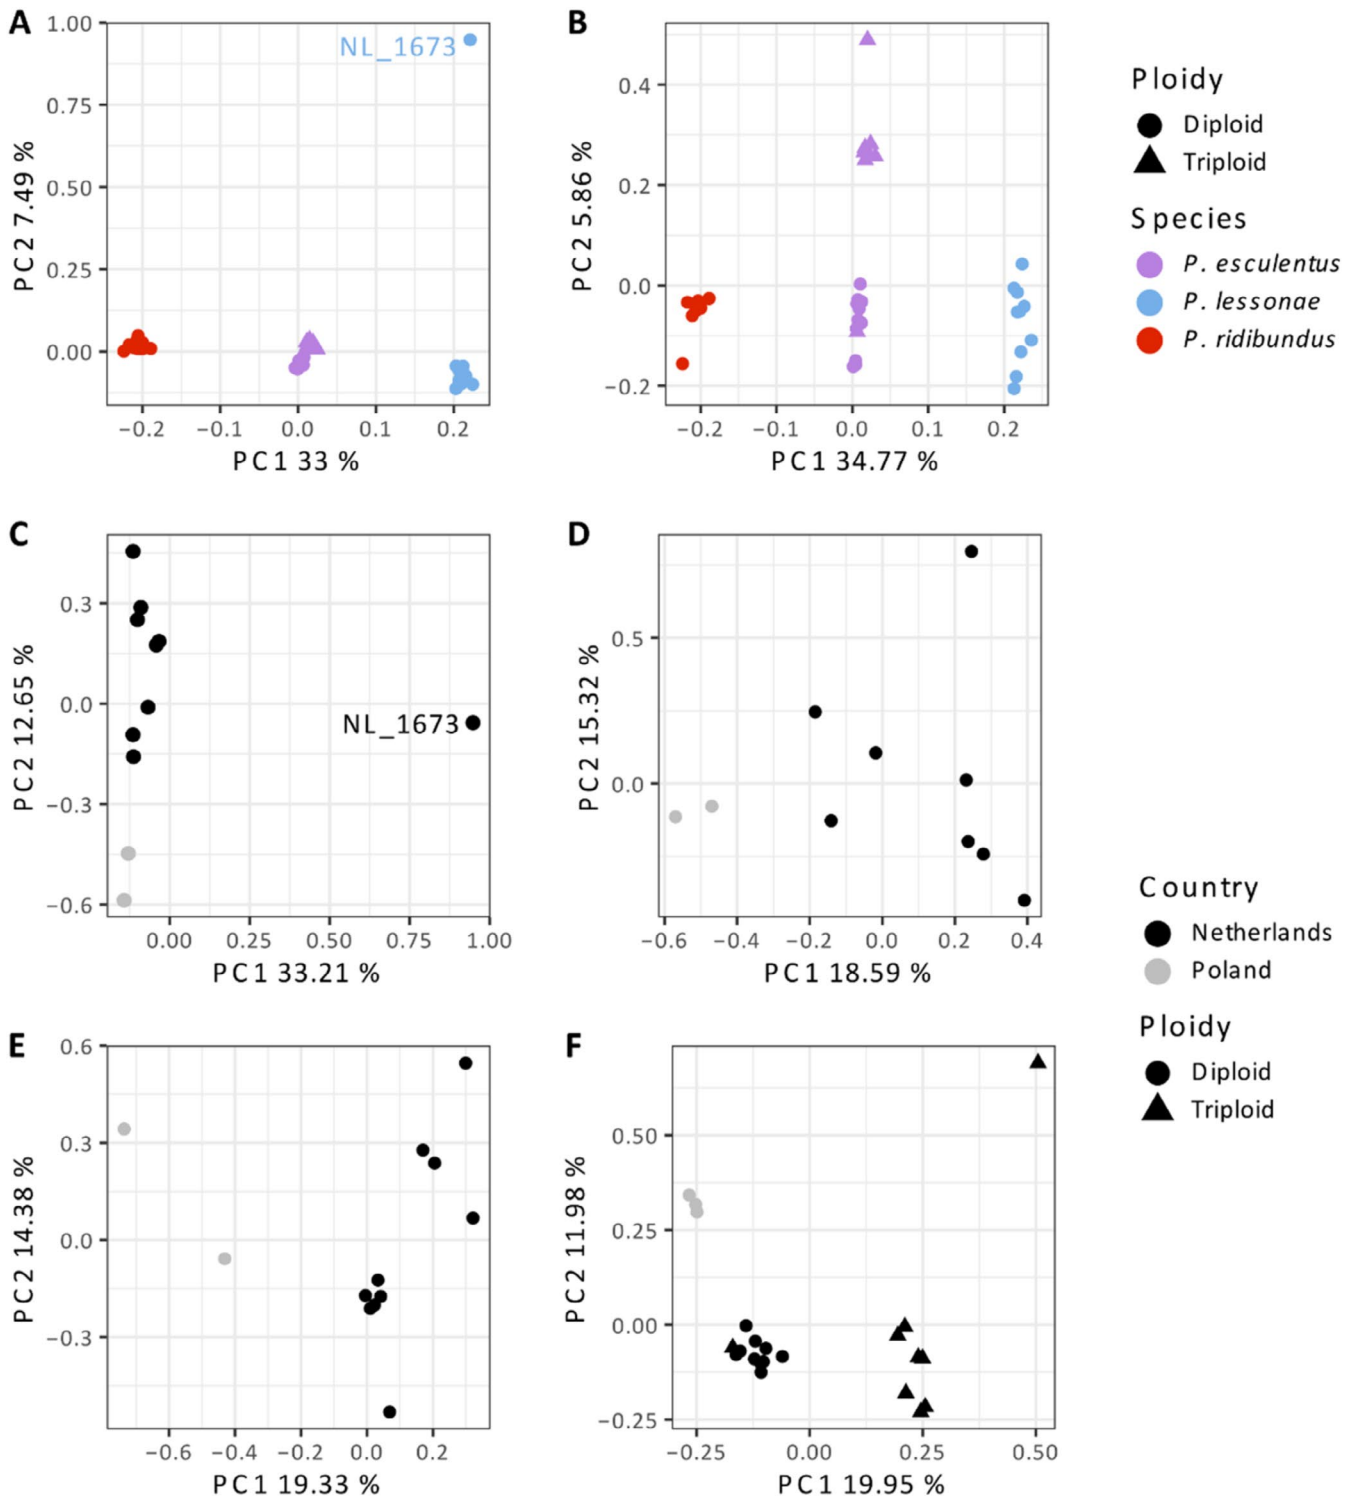 A
1.00
0.75
0.50
0.25
0.00
PC2 7.49 %
NL_1673
−0.2 −0.1 0.0 0.1 0.2
PC1 33 %
B
0.4
0.2
0.0
−0.2
PC2 5.86 %
−0.2 −0.1 0.0 0.1 0.2
PC1 34.77 %
Ploidy
Diploid
Triploid
Species
P. esculentus
P. lessonae
P. ridibundus
C
0.3
0.0
−0.3
−0.6
PC2 12.65 %
NL_1673
0.00 0.25 0.50 0.75 1.00
PC1 33.21 %
D
0.5
0.0
PC2 15.32 %
−0.6 −0.4 −0.2 0.0 0.2 0.4
PC1 18.59 %
Country
Netherlands
Poland
Ploidy
Diploid
Triploid
E
0.6
0.3
0.0
−0.3
PC2 14.38 %
−0.6 −0.4 −0.2 0.0 0.2
PC1 19.33 %
F
0.50
0.25
0.00
−0.25
PC2 11.98 %
−0.25 0.00 0.25 0.50
PC1 19.95 %